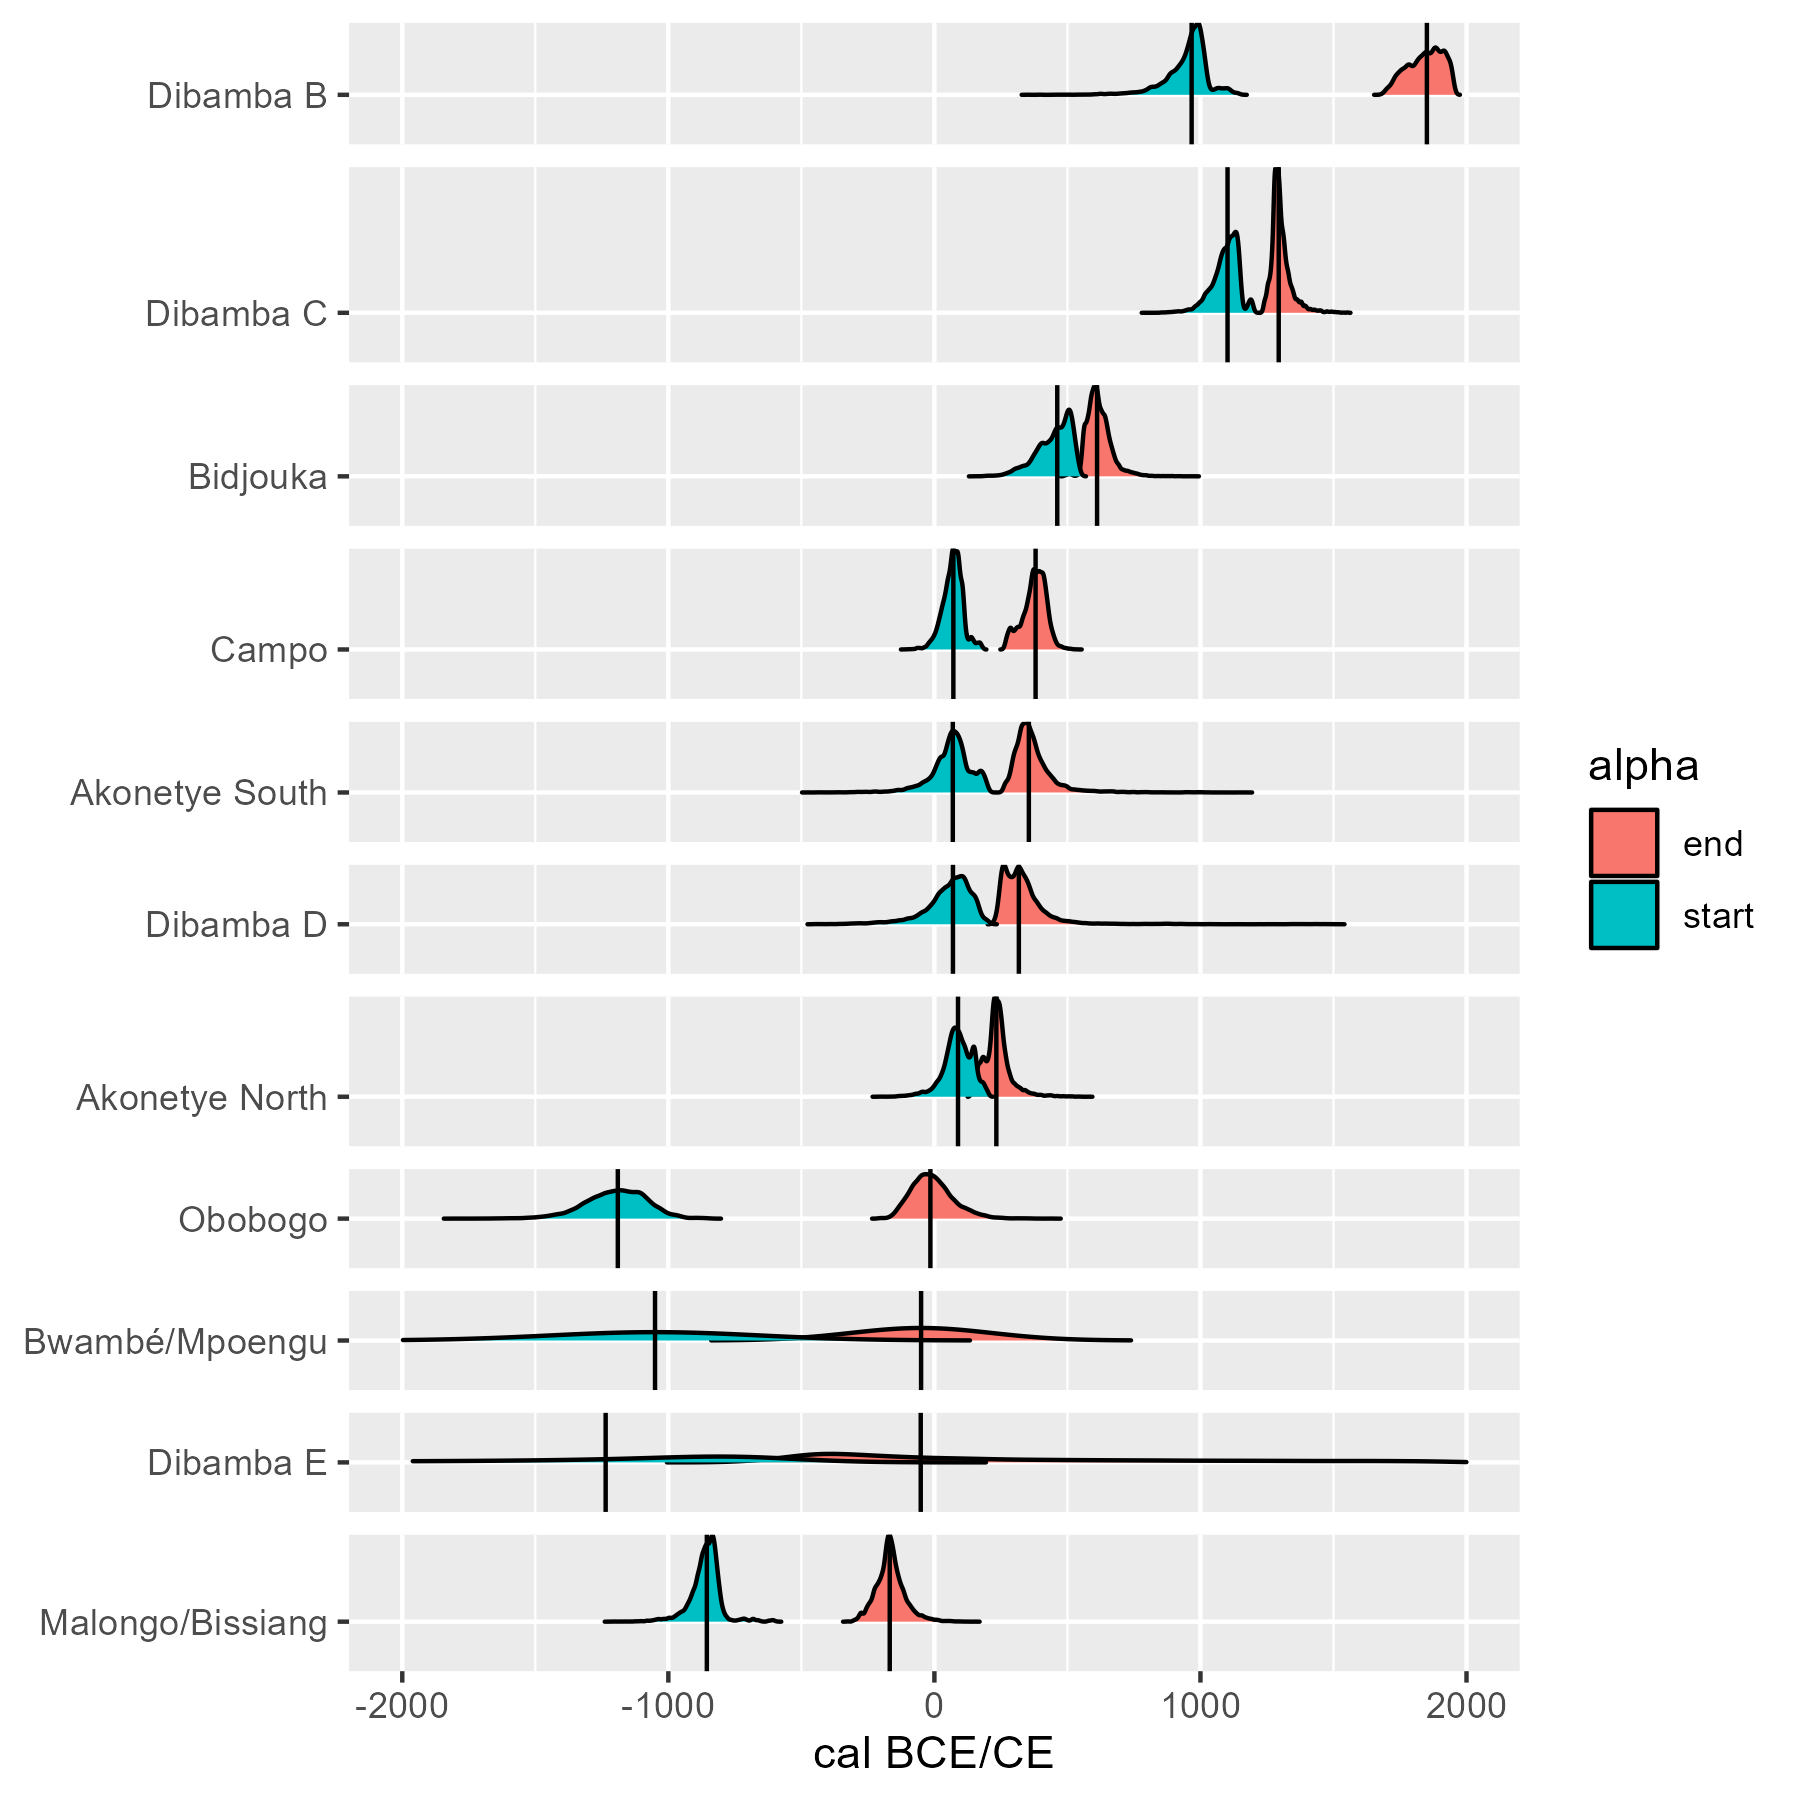 Dibamba B
Dibamba C
Bidjouka
Campo
Akonetye South
Dibamba D
Akonetye North
Obobogo
Bwambé/Mpoengu
Dibamba E
Malongo/Bissiang
-2000 -1000 0 1000 2000
cal BCE/CE
alpha
end
start